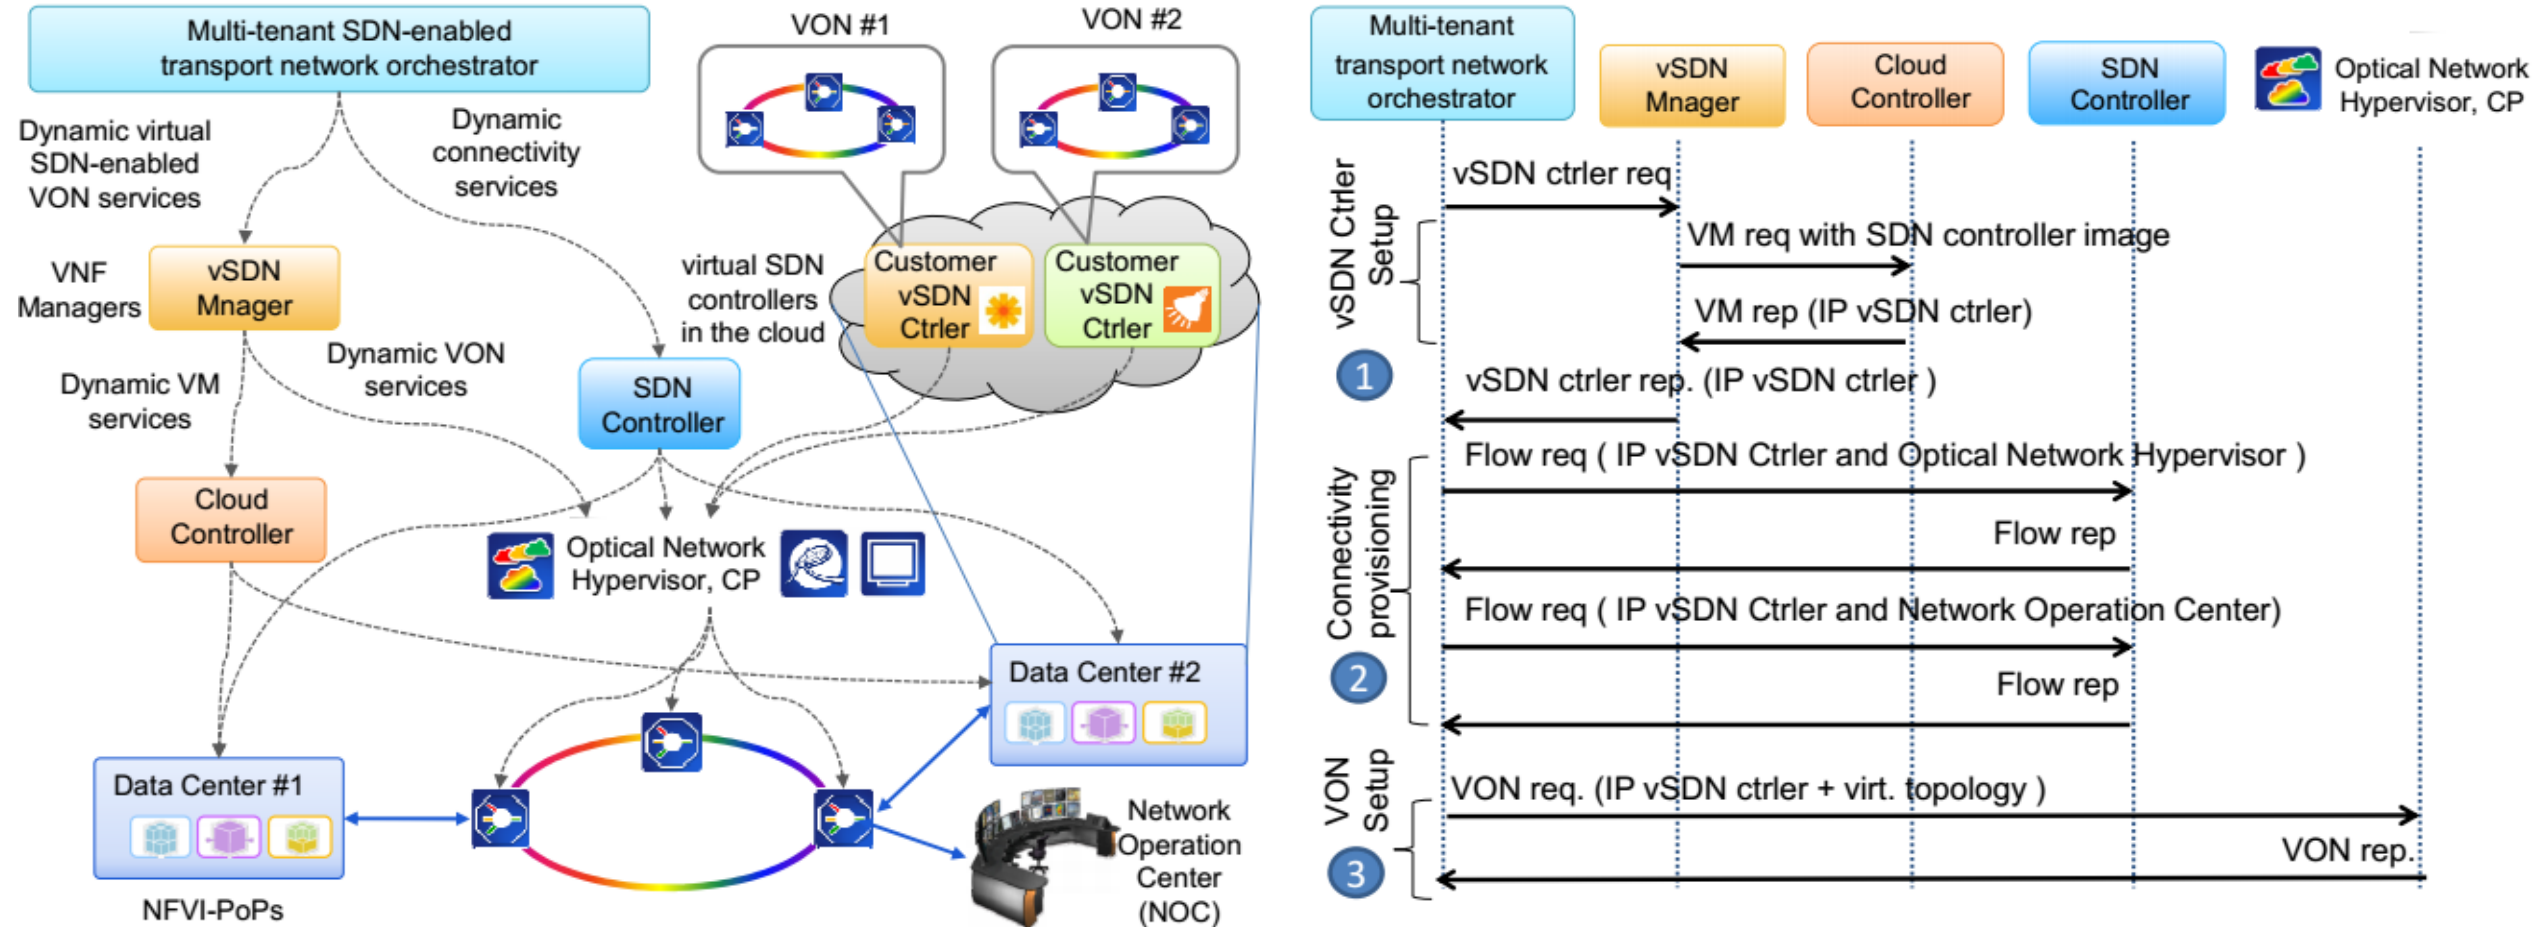 Multi-tenant SDN-enabled
transport network orchestrator
Dynamic virtual
SDN-enabled
VON services
Dynamic
connectivity
services
VON #1
VON #2
VNF
Managers
vSDN
Mnager
virtual SDN
controllers
in the cloud
Customer
vSDN
Ctrler
Customer
vSDN
Ctrler
Dynamic VM
services
Dynamic VON
services
SDN
Controller
Cloud
Controller
Optical Network
Hypervisor, CP
Data Center #2
Data Center #1
NFVI-PoPs
Network
Operation
Center
(NOC)
Multi-tenant
transport network
orchestrator
vSDN
Mnager
Cloud
Controller
SDN
Controller
Optical Network
Hypervisor, CP
vSDN Ctrler
Setup
1
vSDN ctrler req
VM req with SDN controller image
VM rep (IP vSDN ctrler)
vSDN ctrler rep. (IP vSDN ctrler )
Connectivity
provisioning
2
Flow req ( IP vSDN Ctrler and Optical Network Hypervisor )
Flow rep
Flow req ( IP vSDN Ctrler and Network Operation Center)
Flow rep
VON
Setup
3
VON req. (IP vSDN ctrler + virt. topology )
VON rep.